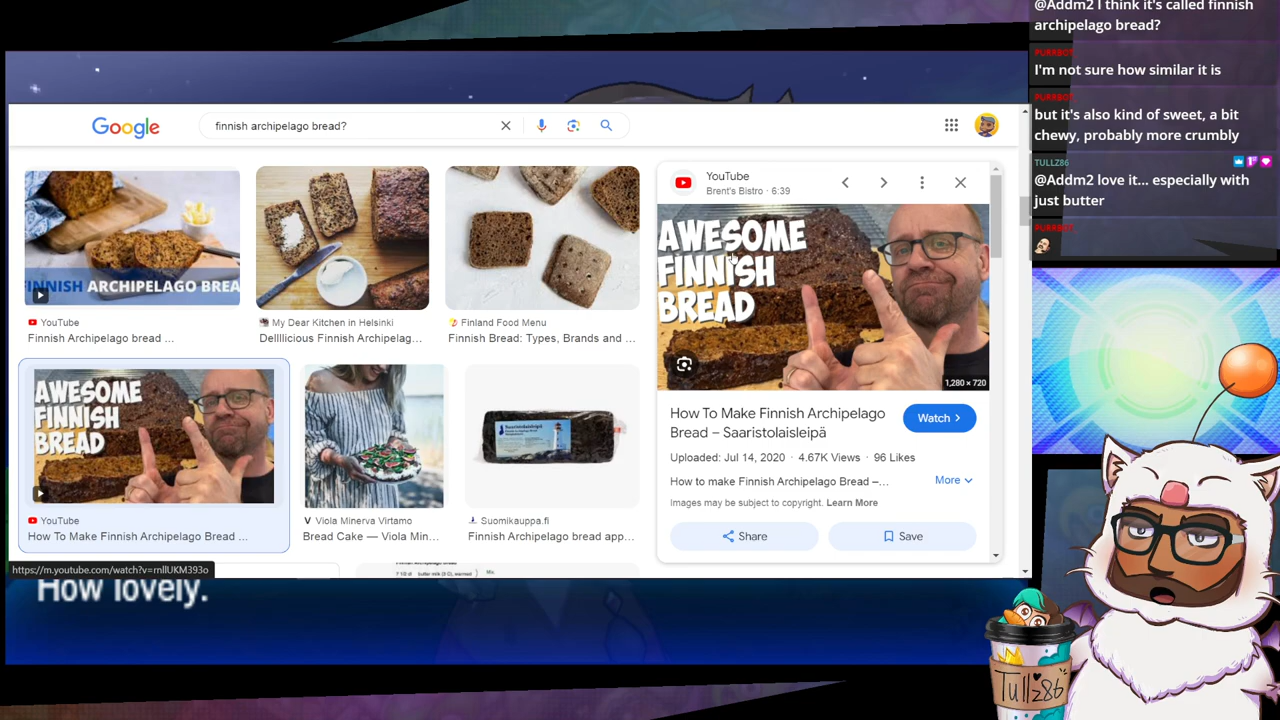 @Addm2 I think it's called finnish
archipelago bread?
PURRBOT
I'm not sure how similar it is
PURRBOT
but it's also kind of sweet, a bit
chewy, probably more crumbly
TULLZ86
@Addm2 love it... especially with
just butter
PURRBOT
Google
finnish archipelago bread?
FINNISH ARCHIPELAGO BREA
YouTube
Finnish Archipelago bread ...
My Dear Kitchen in Helsinki
Dellllicious Finnish Archipelag...
Finland Food Menu
Finnish Bread: Types, Brands and ...
AWESOME
FINNISH
BREAD
YouTube
How To Make Finnish Archipelago Bread ...
V Viola Minerva Virtamo
Bread Cake — Viola Min...
Saaristolaisleipä
Suomikauppa.fi
Finnish Archipelago bread app...
YouTube
Brent's Bistro · 6:39
AWESOME
FINNISH
BREAD
1,280 × 720
How To Make Finnish Archipelago
Bread – Saaristolaisleipä
Watch
Uploaded: Jul 14, 2020 · 4.67K Views · 96 Likes
How to make Finnish Archipelago Bread –...
More
Images may be subject to copyright. Learn More
Share
Save
How lovely.
Tullz86